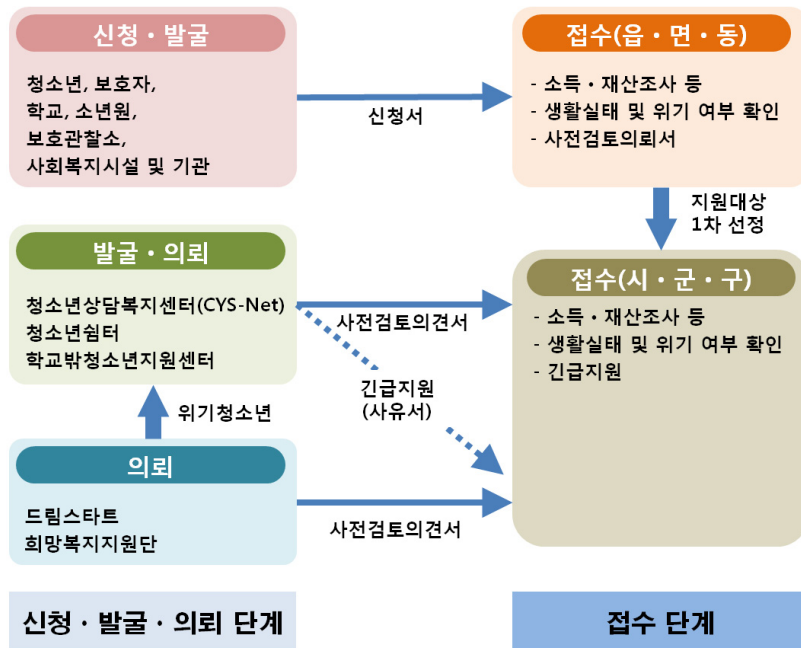 신청・발굴
청소년, 보호자,
학교, 소년원,
보호관찰소,
사회복지시설 및 기관
신청서
접수(읍・면・동)
- 소득・재산조사 등
- 생활실태 및 위기 여부 확인
- 사전검토의뢰서
지원대상
1차 선정
발굴・의뢰
청소년상담복지센터(CYS-Net)
청소년쉼터
학교밖청소년지원센터
사전검토의견서
긴급지원
(사유서)
접수(시・군・구)
- 소득・재산조사 등
- 생활실태 및 위기 여부 확인
- 긴급지원
위기청소년
의뢰
드림스타트
희망복지지원단
사전검토의견서
신청・발굴・의뢰 단계
접수 단계